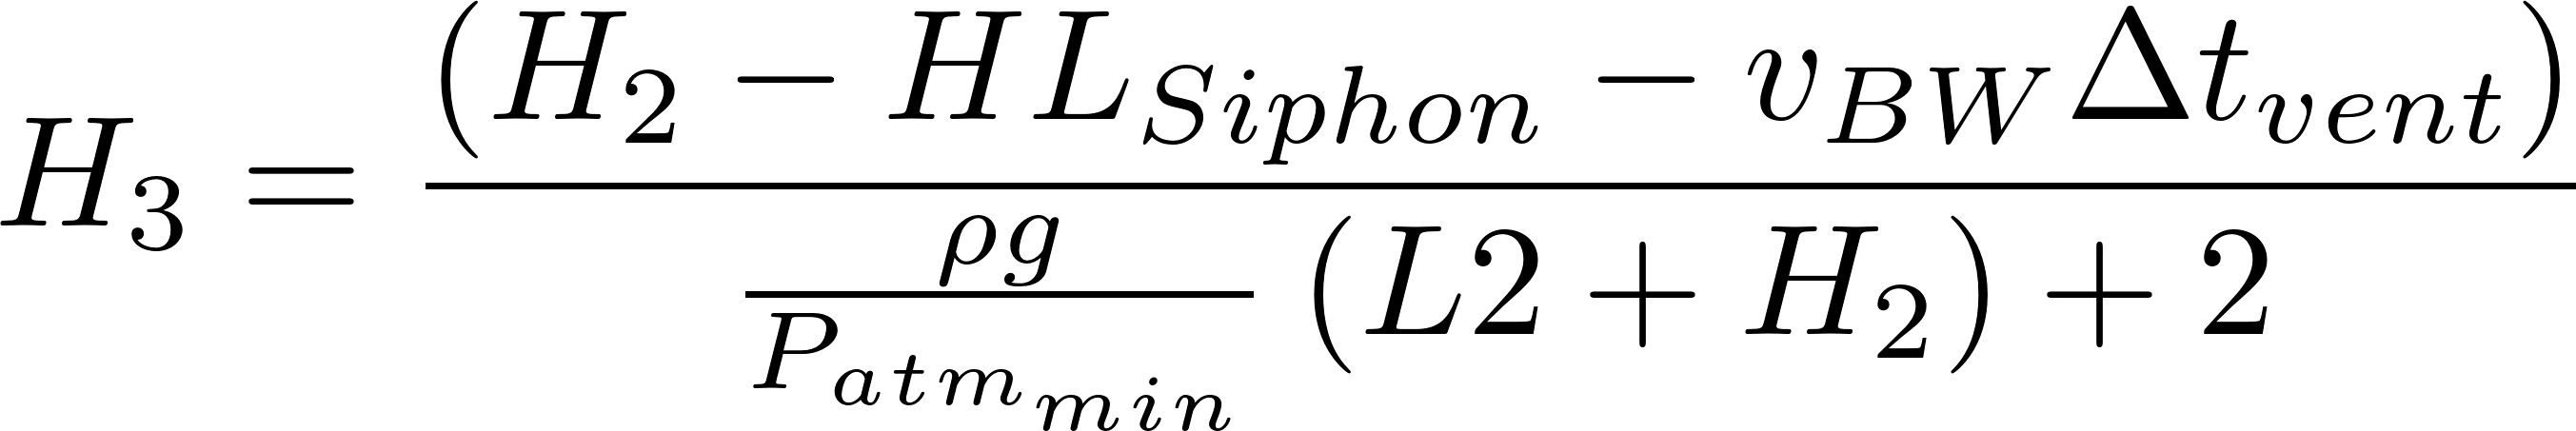 H_3 = \frac{(H_2 - HL_{Siphon} - v_{BW} \Delta t_{vent})}{\frac{\rho g}{P_{atm_{min}}} (L2 + H_2) + 2}